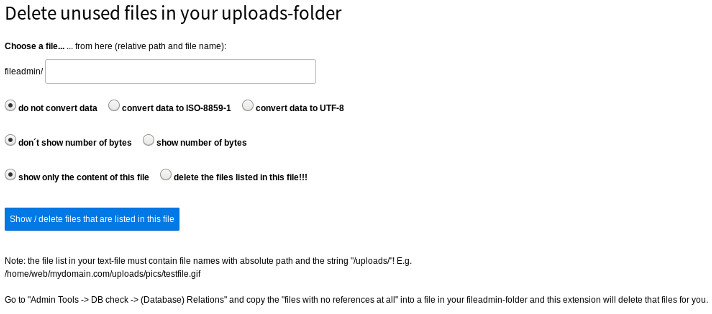 Delete unused files in your uploads-folder
Choose a file... ... from here (relative path and file name):
fileadmin/
do not convert data convert data to ISO-8859-1 convert data to UTF-8
don´t show number of bytes show number of bytes
show only the content of this file delete the files listed in this file!!!
Show / delete files that are listed in this file
Note: the file list in your text-file must contain file names with absolute path and the string "/uploads/"! E.g.
/home/web/mydomain.com/uploads/pics/testfile.gif
Go to "Admin Tools -> DB check -> (Database) Relations" and copy the "files with no references at all" into a file in your fileadmin-folder and this extension will delete that files for you.